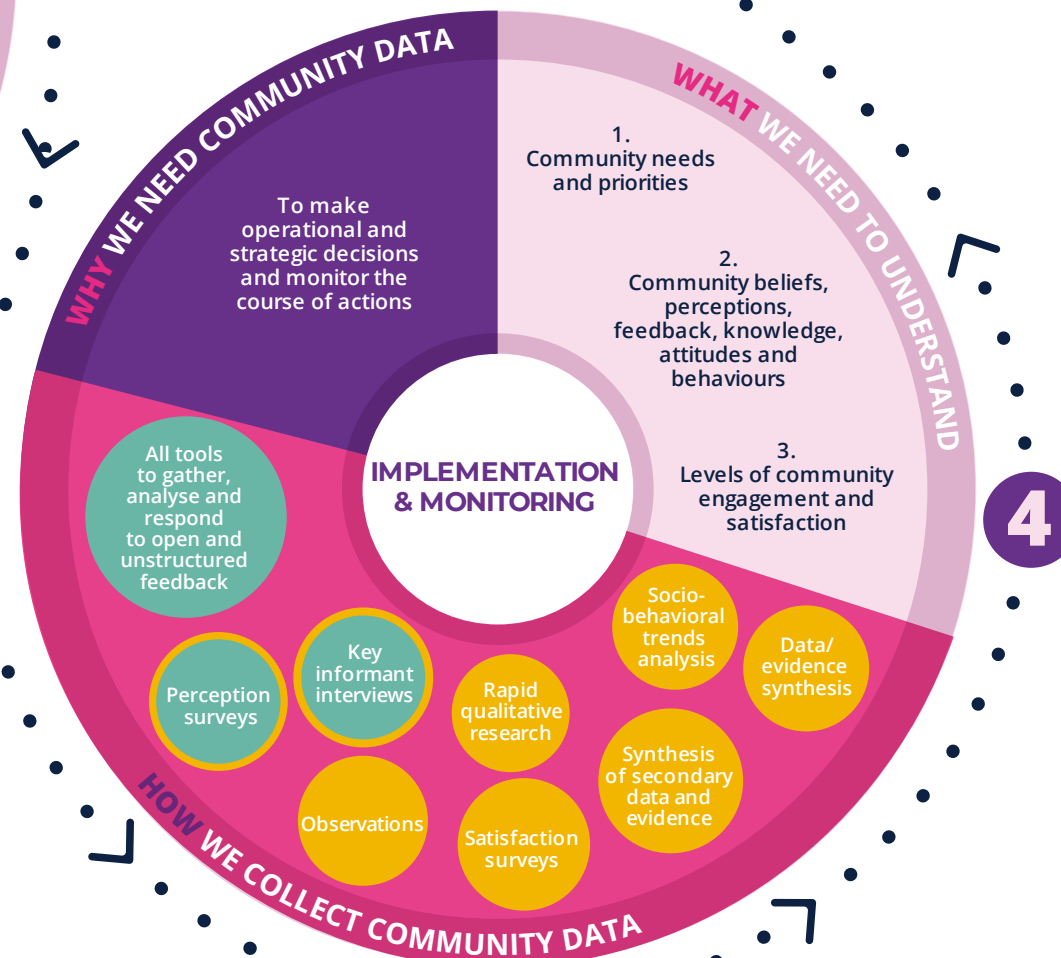 WHY WE NEED COMMUNITY DATA
To make
operational and
strategic decisions
and monitor the
course of actions
WHAT WE NEED TO UNDERSTAND
1.
Community needs
and priorities
2.
Community beliefs,
perceptions,
feedback, knowledge,
attitudes and
behaviours
3.
Levels of community
engagement and
satisfaction
4
IMPLEMENTATION
& MONITORING
HOW WE COLLECT COMMUNITY DATA
All tools
to gather,
analyse and
respond
to open and
unstructured
feedback
Perception
surveys
Key
informant
interviews
Observations
Rapid
qualitative
research
Satisfaction
surveys
Socio-
behavioral
trends
analysis
Synthesis
of secondary
data and
evidence
Data/
evidence
synthesis